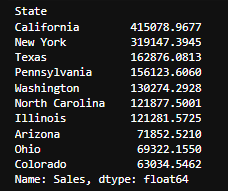 State
California 415078.9677
New York 319147.3945
Texas 162876.0813
Pennsylvania 156123.6060
Washington 130274.2928
North Carolina 121877.5001
Illinois 121281.5725
Arizona 71852.5210
Ohio 69322.1550
Colorado 63034.5462
Name: Sales, dtype: float64